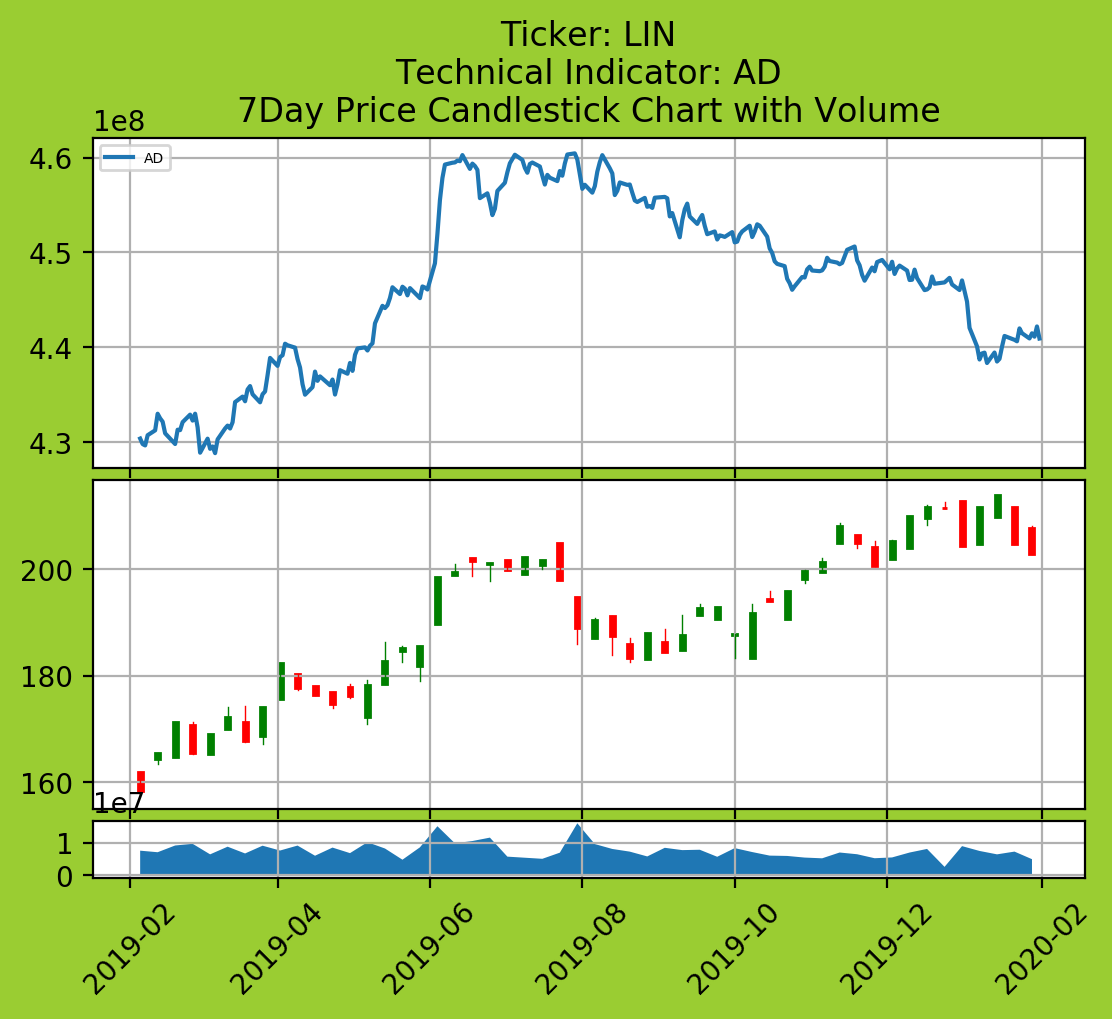 Ticker: LIN
Technical Indicator: AD
7Day Price Candlestick Chart with Volume
1e8
AD
4.6
4.5
4.4
4.3
200
180
160
1e7
1
0
2019-02
2019-04
2019-06
2019-08
2019-10
2019-12
2020-02